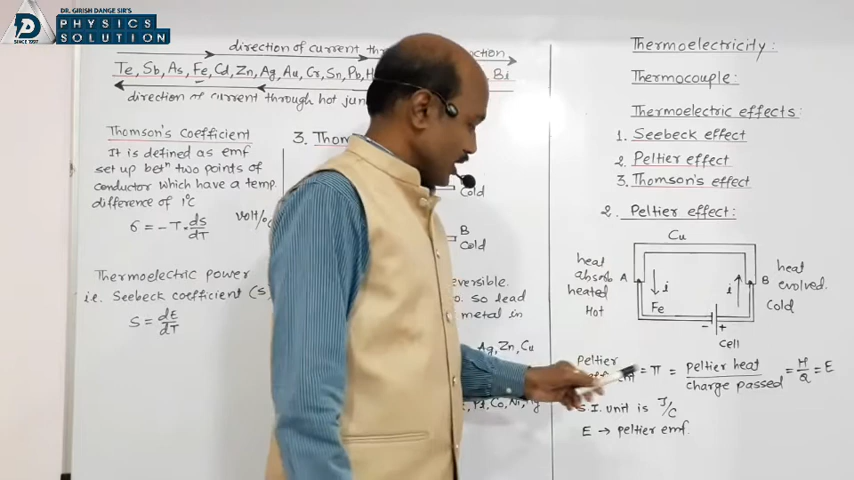 DR. GIRISH DANGE SIR'S
PHYSICS
SOLUTION
SINCE 1997
direction of current
Te, Sb, As, Fe, Cd, Zn, Ag, Au, Cr, Sn, Pb,
Bi
direction of current through hot
Thomson's Coefficient
It is defined as emf
set up betn two points of
conductor which have a temp.
difference of 1°C
σ = -T. dS/dT
volt/°C
Thermoelectric power
i.e. Seebeck coefficient (S
S = dE/dT
3. Thom
Cold
B
Cold
reversible.
so lead
metal in
Ag, Zn, Cu
Thermoelectricity:
Thermocouple:
Thermoelectric effects:
1. Seebeck effect
2. Peltier effect
3. Thomson's effect
2. Peltier effect:
Cu
heat
absorb
heated
Hot
A
i
Fe
i
B
heat
evolved.
Cold
- +
Cell
Peltier
= π = peltier heat / charge passed = H/Q = E
S.I. unit is J/C
E → peltier emf.